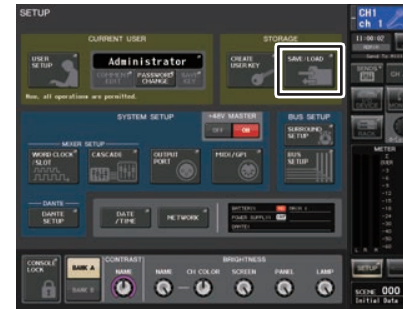 SETUP
CH1
ch 1
CURRENT USER
STORAGE
USER
SETUP
Administrator
COMMENT
EDIT
PASSWORD
CHANGE
SAVE
KEY
CREATE
USER KEY
SAVE/LOAD
Now, all operations are permitted.
SYSTEM SETUP
+48V MASTER
OFF
ON
BUS SETUP
SURROUND
SETUP
MIXER SETUP
WORD CLOCK
/SLOT
CASCADE
OUTPUT
PORT
MIDI/GPI
BUS
SETUP
DANTE
DANTE
SETUP
DATE
/TIME
NETWORK
BATTERY:
POWER SUPPLY:
DANTE:
CONSOLE
LOCK
BANK A
BANK B
CONTRAST
NAME
BRIGHTNESS
NAME
CH COLOR
SCREEN
PANEL
LAMP
SENDS
CH
RACK
METER
OVER
SETUP
SCENE 000
Initial Data